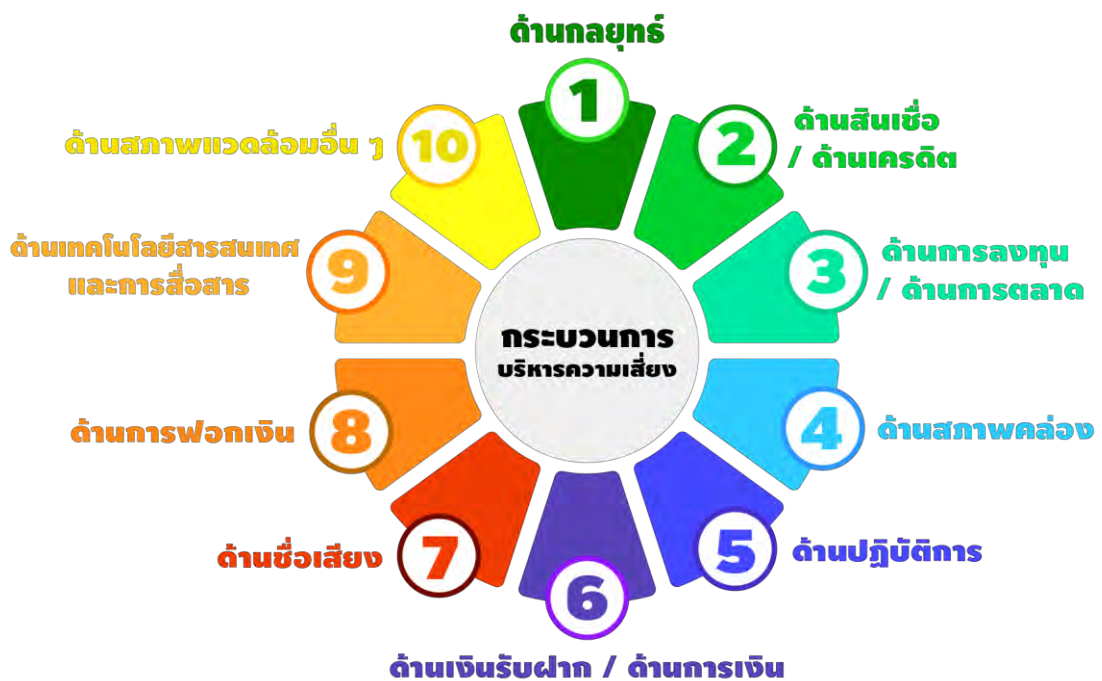 ด้านกลยุทธ์
1
2
ด้านสินเชื่อ
/ ด้านเครดิต
3
ด้านการลงทุน
/ ด้านการตลาด
4
ด้านสภาพคล่อง
5
ด้านปฏิบัติการ
6
ด้านเงินรับฝาก / ด้านการเงิน
7
ด้านชื่อเสียง
8
ด้านการฟอกเงิน
9
ด้านเทคโนโลยีสารสนเทศ
และการสื่อสาร
10
ด้านสภาพแวดล้อมอื่น ๆ
กระบวนการ
บริหารความเสี่ยง